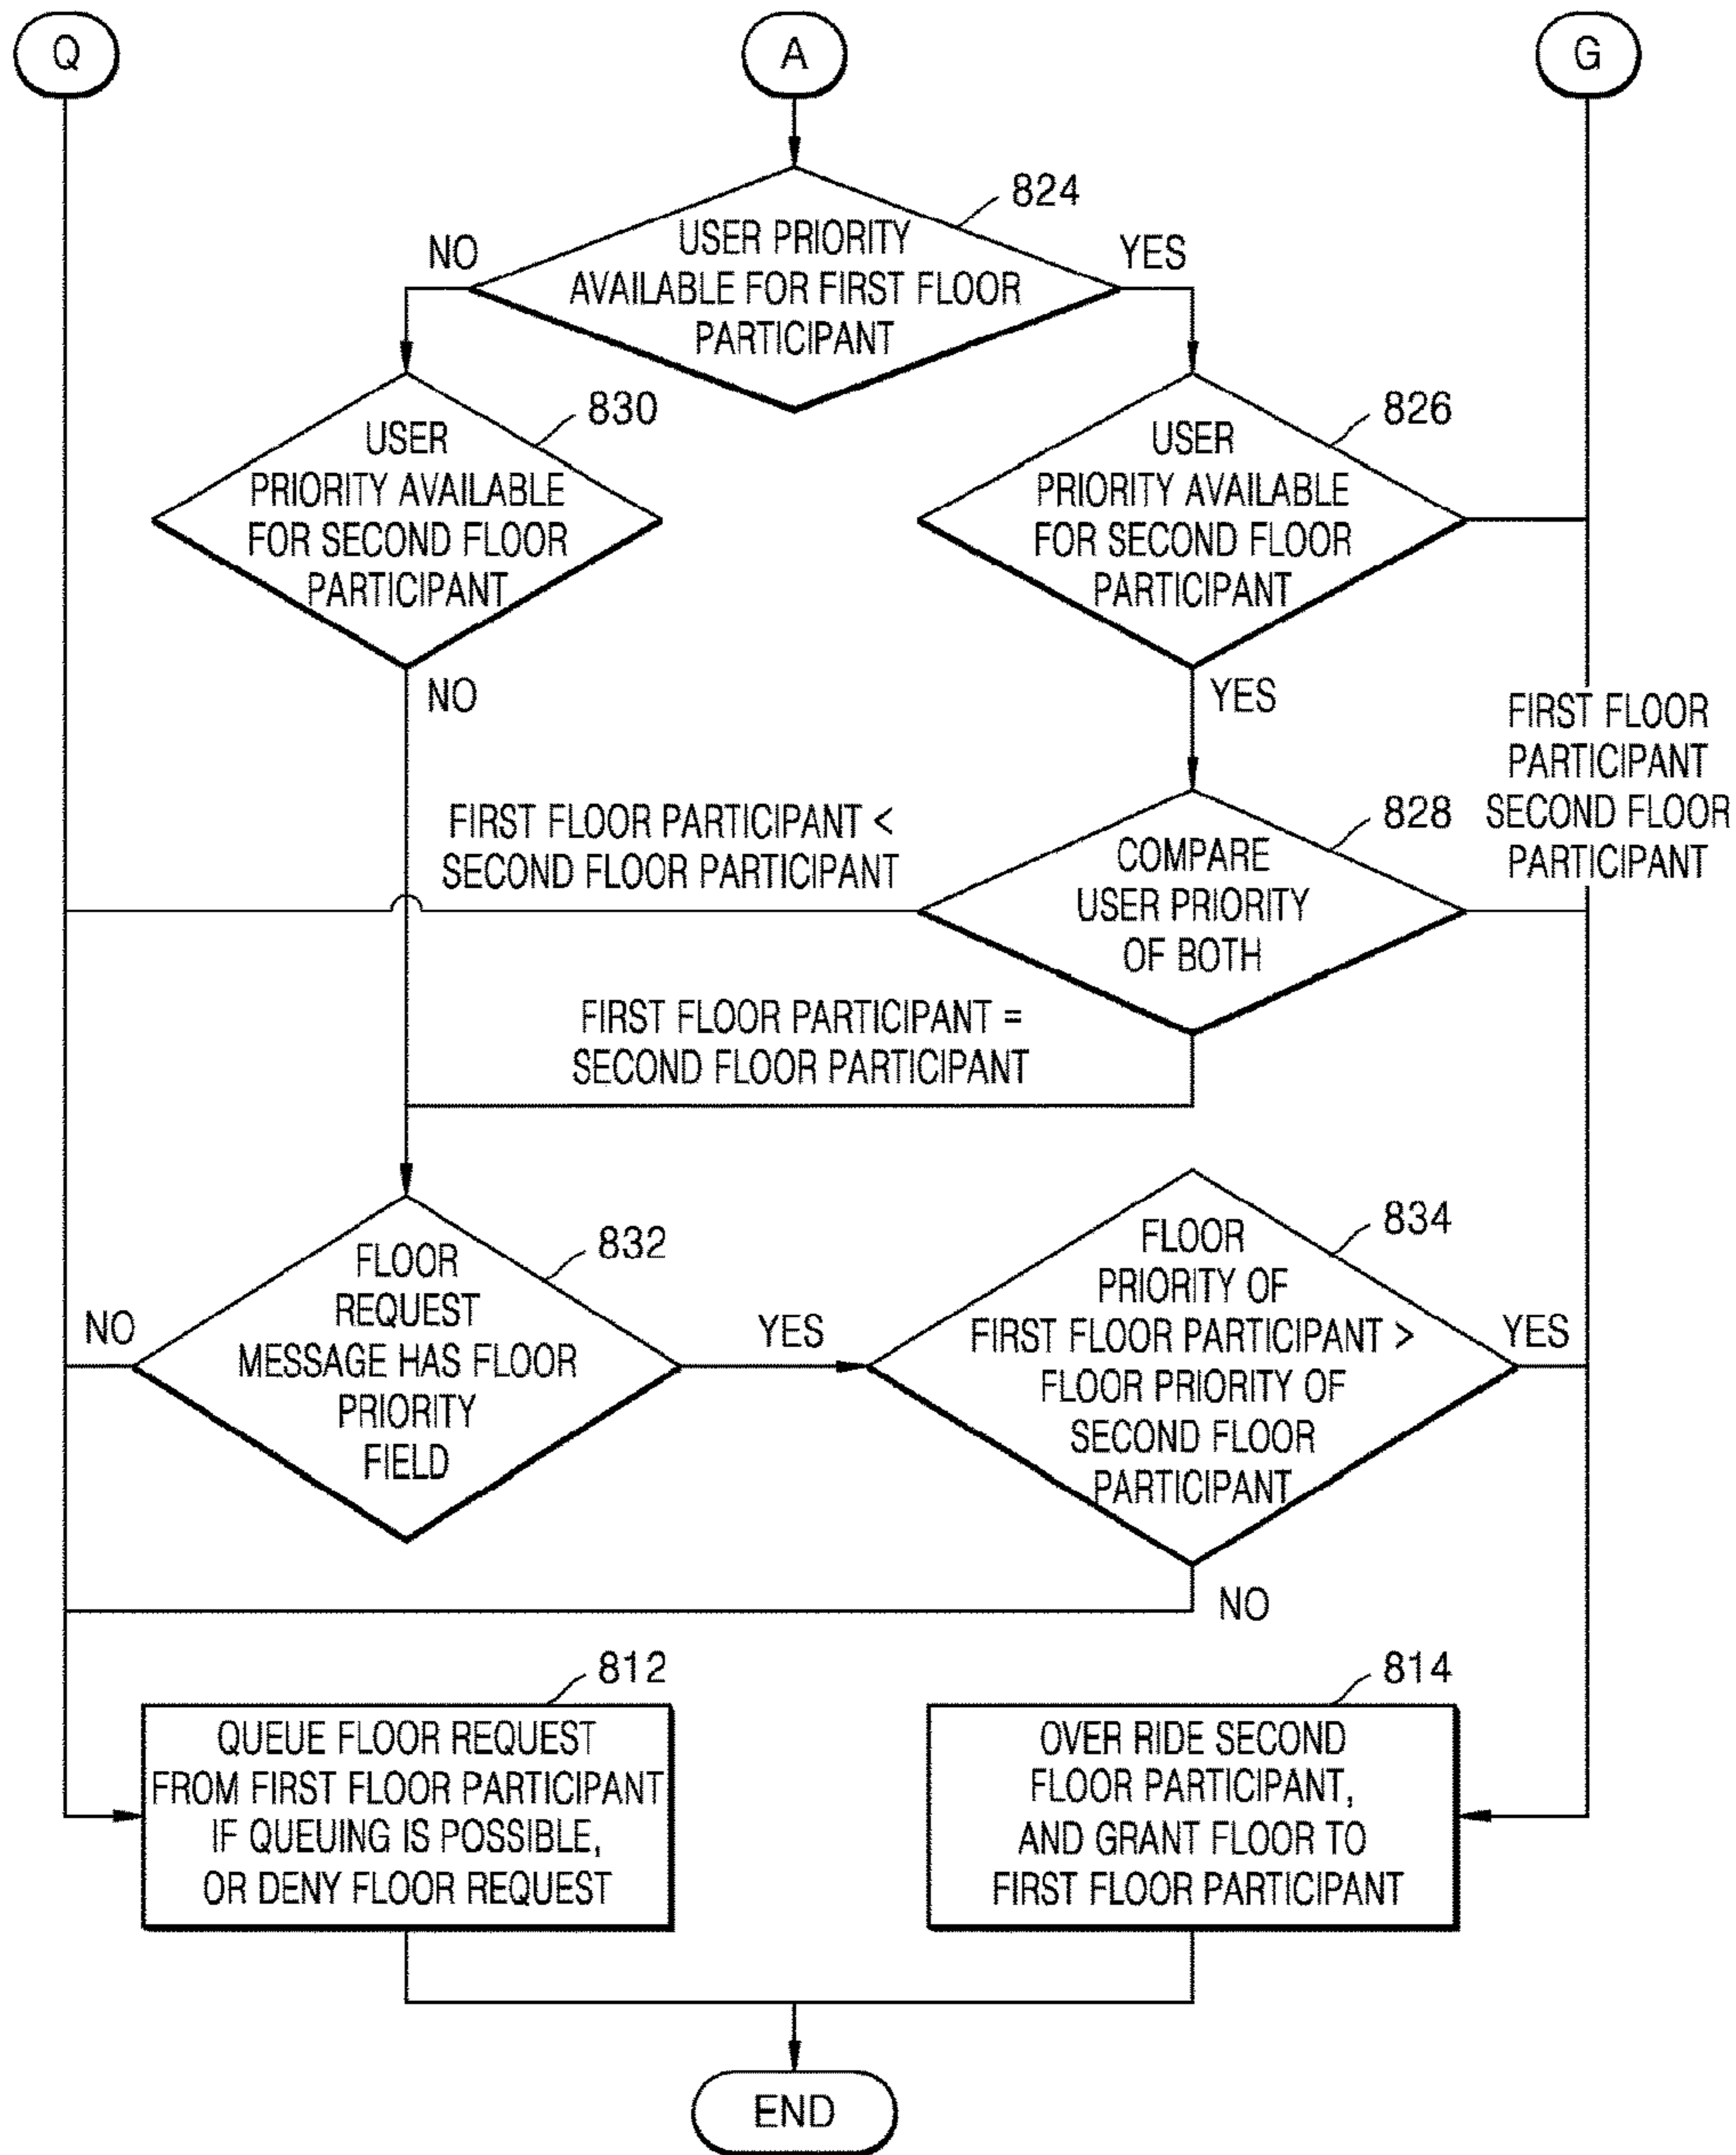 Q
A
G
824
USER PRIORITY
AVAILABLE FOR FIRST FLOOR
PARTICIPANT
NO
YES
830
USER
PRIORITY AVAILABLE
FOR SECOND FLOOR
PARTICIPANT
NO
826
USER
PRIORITY AVAILABLE
FOR SECOND FLOOR
PARTICIPANT
YES
FIRST FLOOR
PARTICIPANT
SECOND FLOOR
PARTICIPANT
FIRST FLOOR PARTICIPANT <
SECOND FLOOR PARTICIPANT
828
COMPARE
USER PRIORITY
OF BOTH
FIRST FLOOR PARTICIPANT =
SECOND FLOOR PARTICIPANT
832
FLOOR
REQUEST
MESSAGE HAS FLOOR
PRIORITY
FIELD
NO
YES
834
FLOOR
PRIORITY OF
FIRST FLOOR PARTICIPANT >
FLOOR PRIORITY OF
SECOND FLOOR
PARTICIPANT
YES
NO
812
QUEUE FLOOR REQUEST
FROM FIRST FLOOR PARTICIPANT
IF QUEUING IS POSSIBLE,
OR DENY FLOOR REQUEST
814
OVER RIDE SECOND
FLOOR PARTICIPANT,
AND GRANT FLOOR TO
FIRST FLOOR PARTICIPANT
END